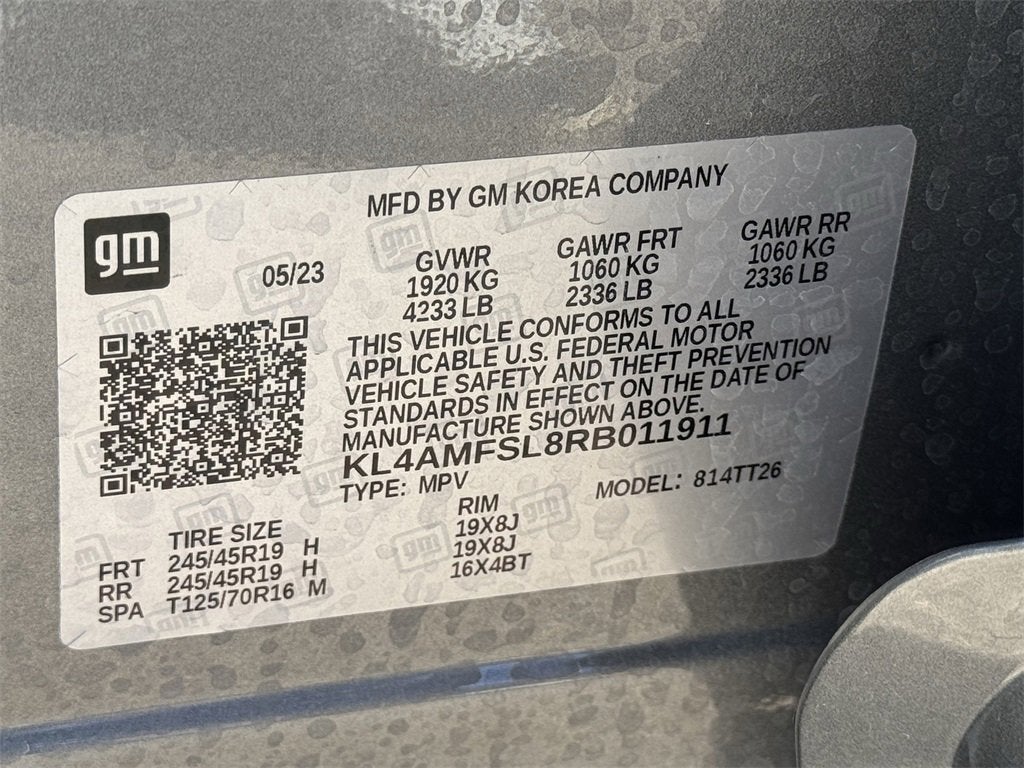 MFD BY GM KOREA COMPANY
gm
05/23
GVWR
1920 KG
4233 LB
GAWR FRT
1060 KG
2336 LB
GAWR RR
1060 KG
2336 LB
THIS VEHICLE CONFORMS TO ALL
APPLICABLE U.S. FEDERAL MOTOR
VEHICLE SAFETY AND THEFT PREVENTION
STANDARDS IN EFFECT ON THE DATE OF
MANUFACTURE SHOWN ABOVE.
KL4AMFSL8RB011911
TYPE: MPV
MODEL: 814TT26
TIRE SIZE RIM
FRT 245/45R19 H 19X8J
RR 245/45R19 H 19X8J
SPA T125/70R16 M 16X4BT